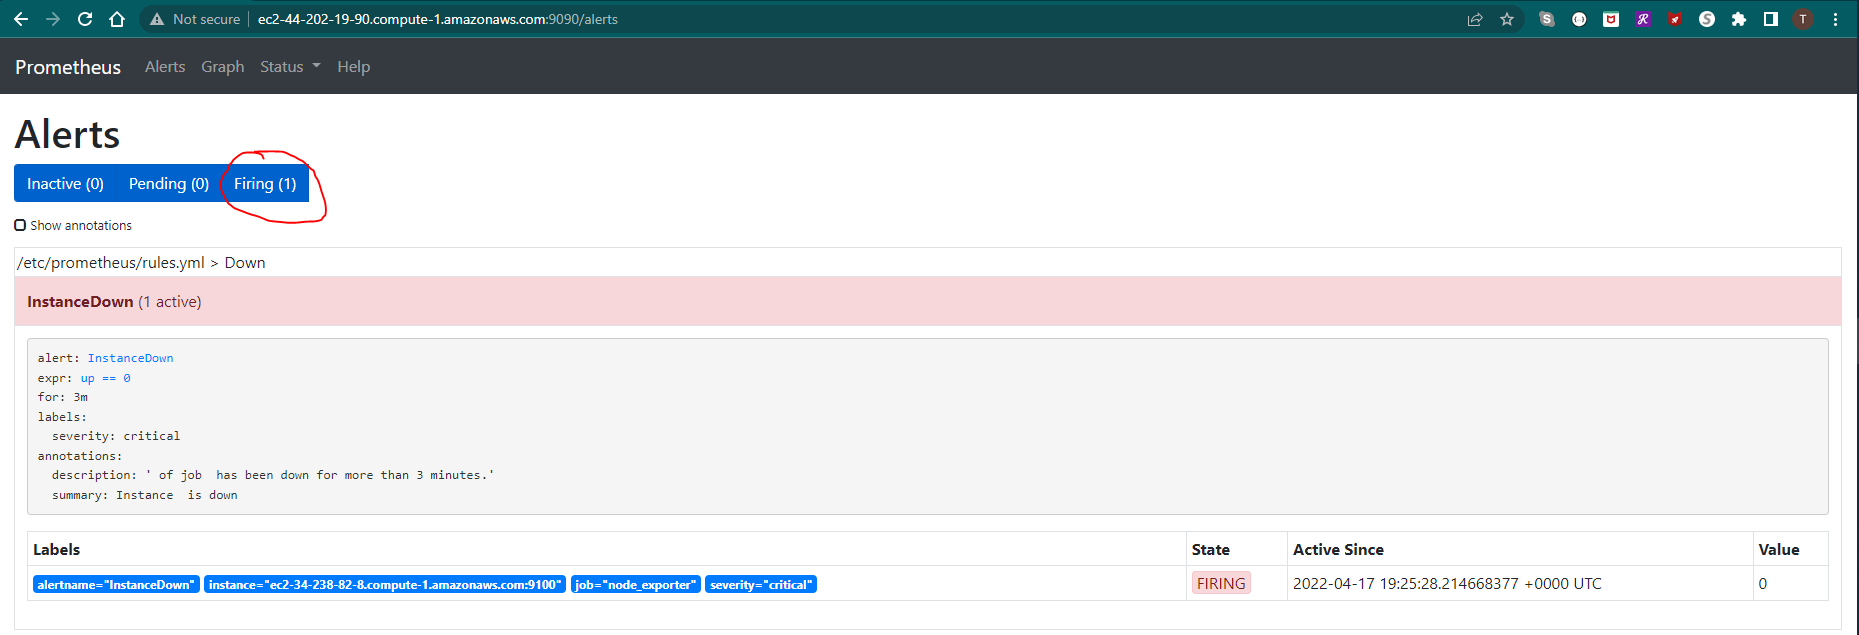 Not secure ec2-44-202-19-90.compute-1.amazonaws.com:9090/alerts
S T
Prometheus Alerts Graph Status Help
Alerts
Inactive (0) Pending (0) Firing (1)
Show annotations
/etc/prometheus/rules.yml > Down
InstanceDown (1 active)
alert: InstanceDown
expr: up == 0
for: 3m
labels:
severity: critical
annotations:
description: ' of job  has been down for more than 3 minutes.'
summary: Instance  is down
Labels State Active Since Value
alertname="InstanceDown" instance="ec2-34-238-82-8.compute-1.amazonaws.com:9100" job="node_exporter" severity="critical" FIRING 2022-04-17 19:25:28.214668377 +0000 UTC 0